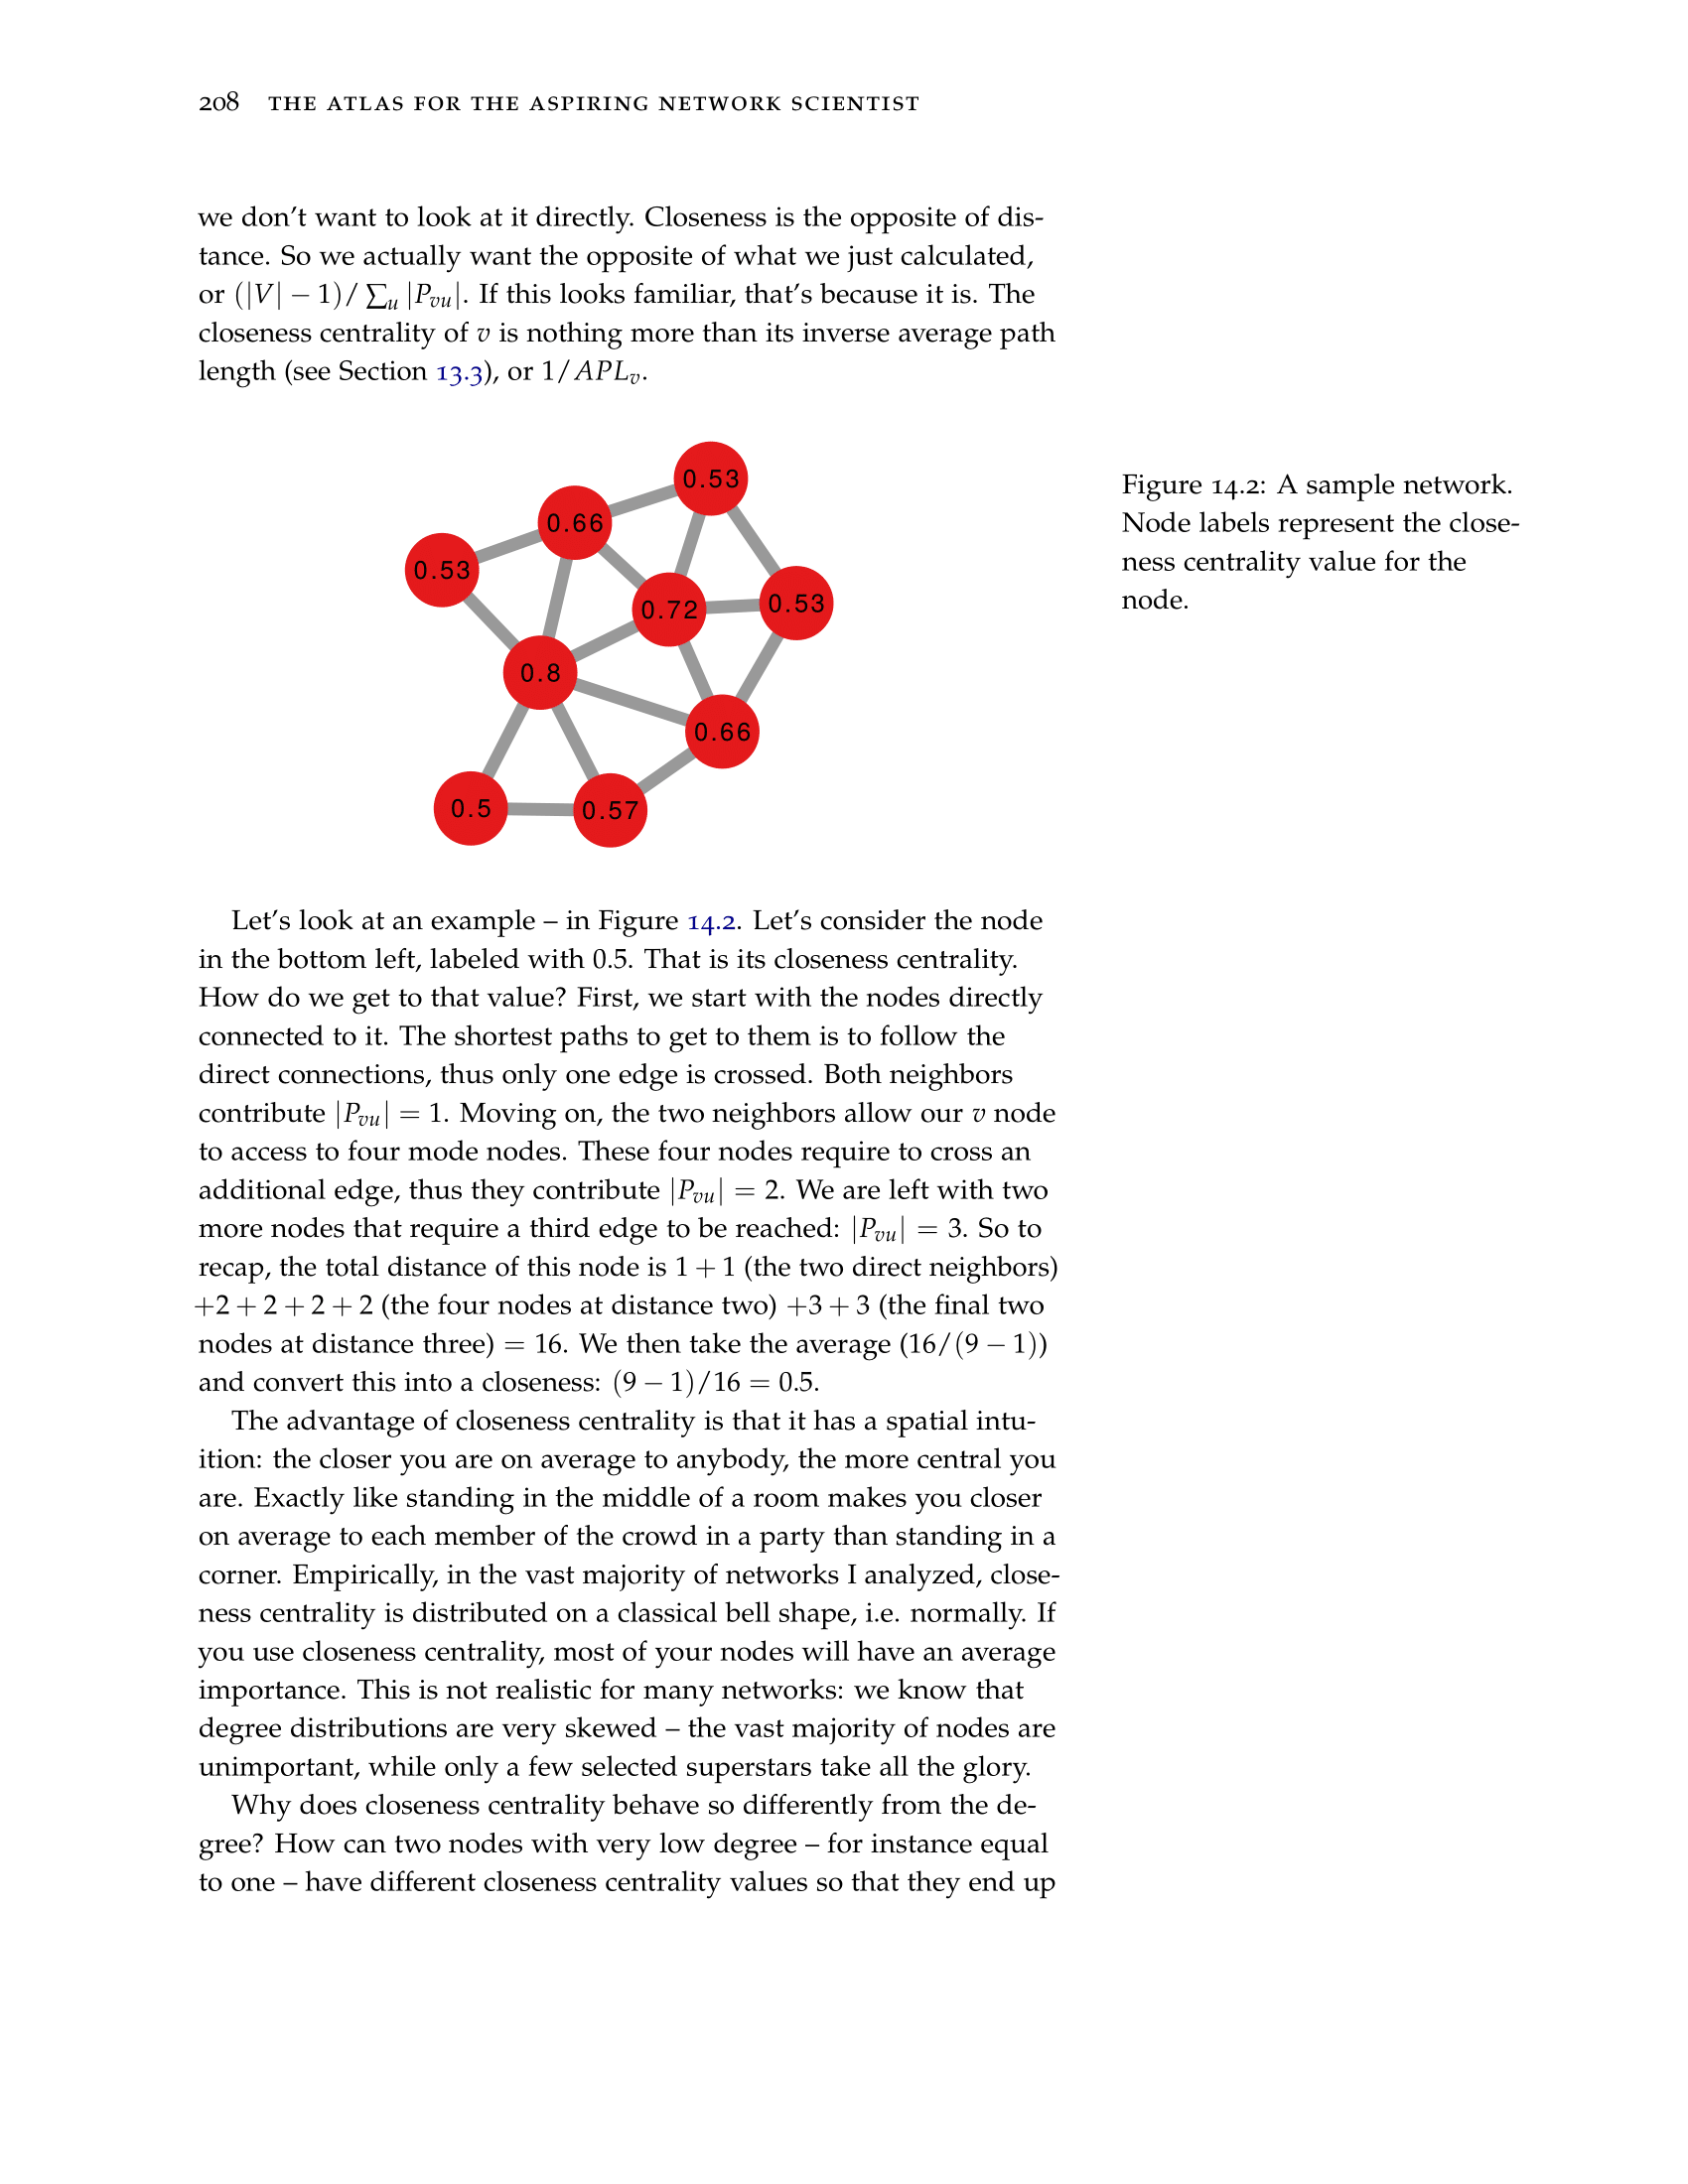 208 THE ATLAS FOR THE ASPIRING NETWORK SCIENTIST
we don't want to look at it directly. Closeness is the opposite of dis-
tance. So we actually want the opposite of what we just calculated,
or (|V| − 1)/ ∑u |Pvu|. If this looks familiar, that's because it is. The
closeness centrality of v is nothing more than its inverse average path
length (see Section 13.3), or 1/APLv.
0.53
0.66
0.53
0.72
0.53
0.8
0.66
0.5
0.57
Figure 14.2: A sample network.
Node labels represent the close-
ness centrality value for the
node.
Let's look at an example – in Figure 14.2. Let's consider the node
in the bottom left, labeled with 0.5. That is its closeness centrality.
How do we get to that value? First, we start with the nodes directly
connected to it. The shortest paths to get to them is to follow the
direct connections, thus only one edge is crossed. Both neighbors
contribute |Pvu| = 1. Moving on, the two neighbors allow our v node
to access to four mode nodes. These four nodes require to cross an
additional edge, thus they contribute |Pvu| = 2. We are left with two
more nodes that require a third edge to be reached: |Pvu| = 3. So to
recap, the total distance of this node is 1 + 1 (the two direct neighbors)
+2 + 2 + 2 + 2 (the four nodes at distance two) +3 + 3 (the final two
nodes at distance three) = 16. We then take the average (16/(9 − 1))
and convert this into a closeness: (9 − 1)/16 = 0.5.
The advantage of closeness centrality is that it has a spatial intu-
ition: the closer you are on average to anybody, the more central you
are. Exactly like standing in the middle of a room makes you closer
on average to each member of the crowd in a party than standing in a
corner. Empirically, in the vast majority of networks I analyzed, close-
ness centrality is distributed on a classical bell shape, i.e. normally. If
you use closeness centrality, most of your nodes will have an average
importance. This is not realistic for many networks: we know that
degree distributions are very skewed – the vast majority of nodes are
unimportant, while only a few selected superstars take all the glory.
Why does closeness centrality behave so differently from the de-
gree? How can two nodes with very low degree – for instance equal
to one – have different closeness centrality values so that they end up